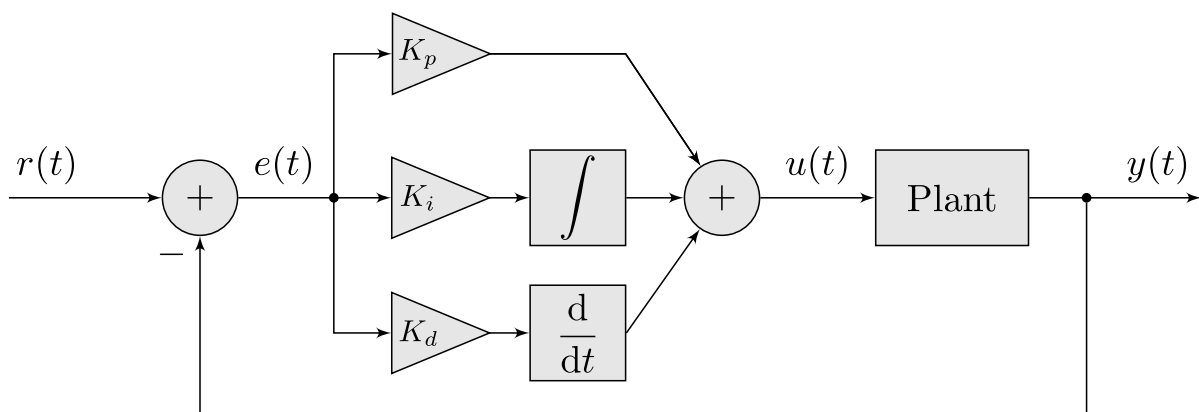 K_p
r(t)
+
−
e(t)
K_i
∫
+
u(t)
Plant
y(t)
K_d
d
dt